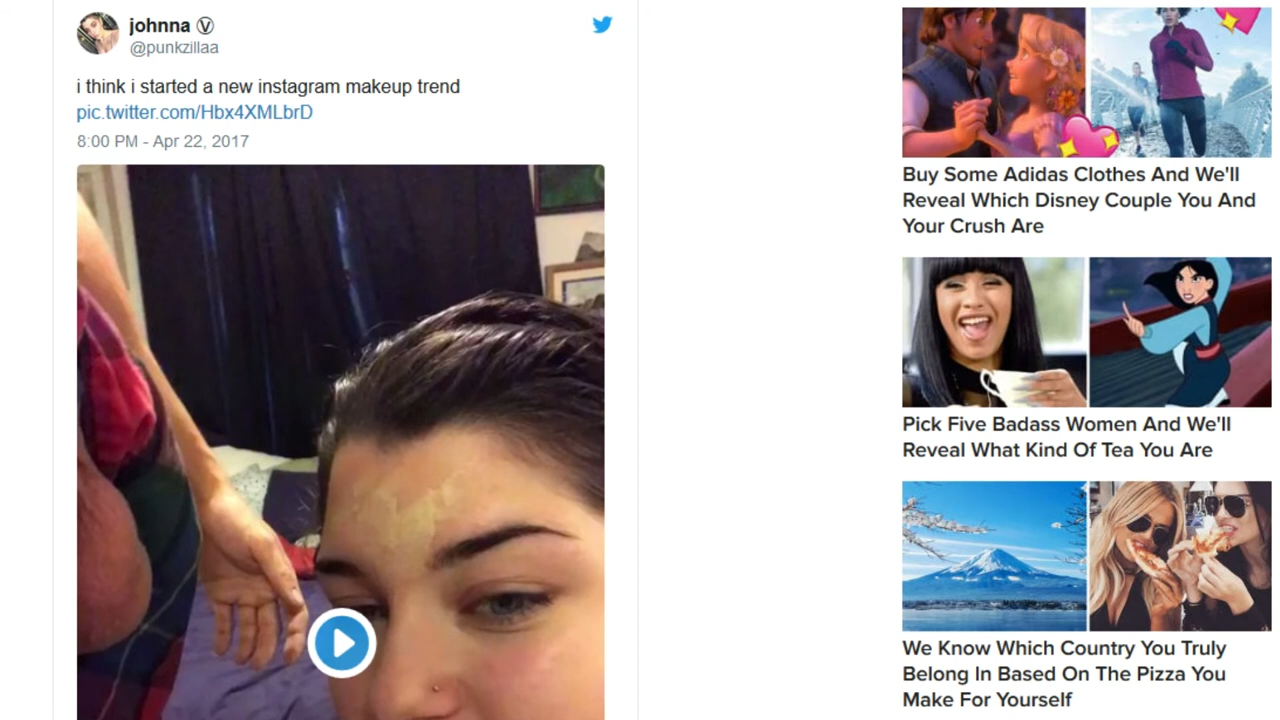 johnna Ⓥ
@punkzillaa
i think i started a new instagram makeup trend
pic.twitter.com/Hbx4XMLbrD
8:00 PM - Apr 22, 2017
Buy Some Adidas Clothes And We'll
Reveal Which Disney Couple You And
Your Crush Are
Pick Five Badass Women And We'll
Reveal What Kind Of Tea You Are
We Know Which Country You Truly
Belong In Based On The Pizza You
Make For Yourself